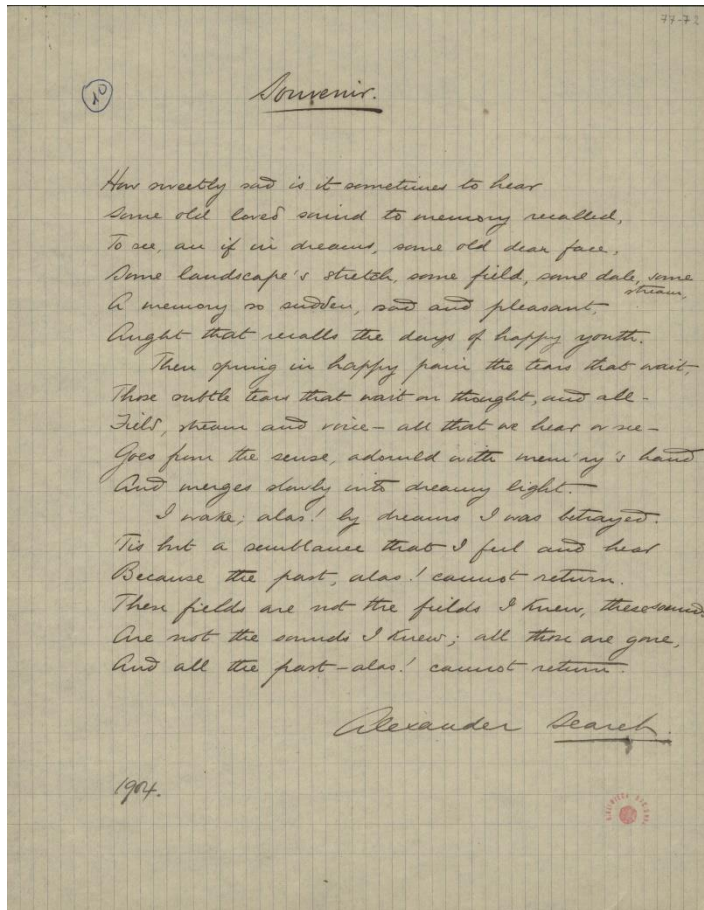 77-72
10
Souvenir.
How sweetly sad is it sometimes to hear
Some old loved sound to memory recalled,
To see, as if in dreams, some old dear face,
Some landscape's stretch, some field, some dale, some
stream,
A memory so sudden, sad and pleasant,
Aught that recalls the days of happy youth.
Then spring in happy pain the tears that wait,
Those subtle tears that wait on thought, and all -
Field, stream and voice - all that we hear or see -
Goes from the sense, adorned with mem'ry's hand
And merges slowly into dreamy light.
I wake; alas! by dreams I was betrayed.
Tis but a semblance that I feel and hear
Because the past, alas! cannot return.
These fields are not the fields I knew, these sounds
Are not the sounds I knew; all those are gone,
And all the past - alas! cannot return.
Alexander Search.
1904.
BIBLIOTECA NACIONAL